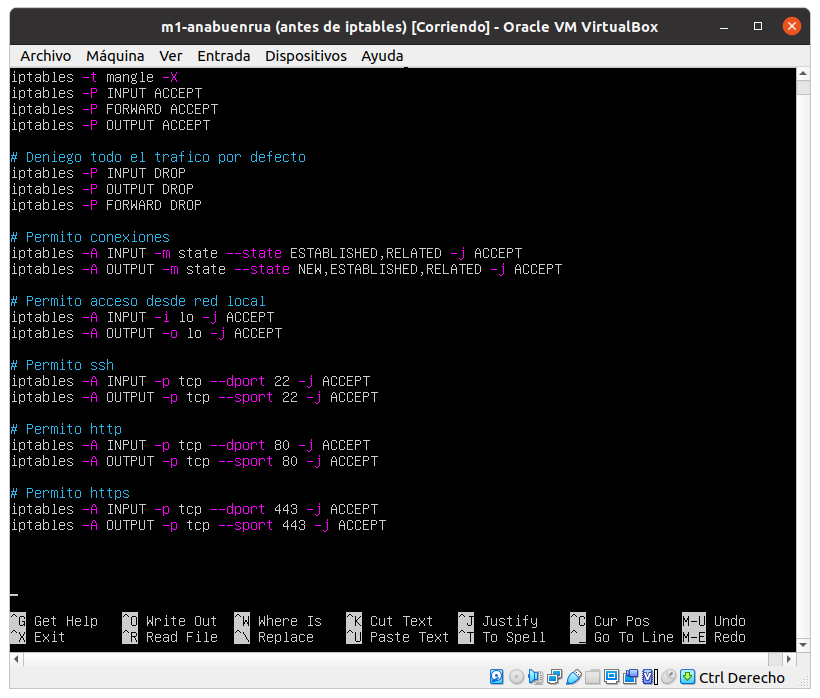 m1-anabuenrua (antes de iptables) [Corriendo] - Oracle VM VirtualBox
Archivo Máquina Ver Entrada Dispositivos Ayuda
iptables -t mangle -X
iptables -P INPUT ACCEPT
iptables -P FORWARD ACCEPT
iptables -P OUTPUT ACCEPT
# Deniego todo el trafico por defecto
iptables -P INPUT DROP
iptables -P OUTPUT DROP
iptables -P FORWARD DROP
# Permito conexiones
iptables -A INPUT -m state --state ESTABLISHED,RELATED -j ACCEPT
iptables -A OUTPUT -m state --state NEW,ESTABLISHED,RELATED -j ACCEPT
# Permito acceso desde red local
iptables -A INPUT -i lo -j ACCEPT
iptables -A OUTPUT -o lo -j ACCEPT
# Permito ssh
iptables -A INPUT -p tcp --dport 22 -j ACCEPT
iptables -A OUTPUT -p tcp --sport 22 -j ACCEPT
# Permito http
iptables -A INPUT -p tcp --dport 80 -j ACCEPT
iptables -A OUTPUT -p tcp --sport 80 -j ACCEPT
# Permito https
iptables -A INPUT -p tcp --dport 443 -j ACCEPT
iptables -A OUTPUT -p tcp --sport 443 -j ACCEPT
^G Get Help ^O Write Out ^W Where Is ^K Cut Text ^J Justify ^C Cur Pos M-U Undo
^X Exit ^R Read File ^\ Replace ^U Paste Text ^T To Spell ^_ Go To Line M-E Redo
Ctrl Derecho